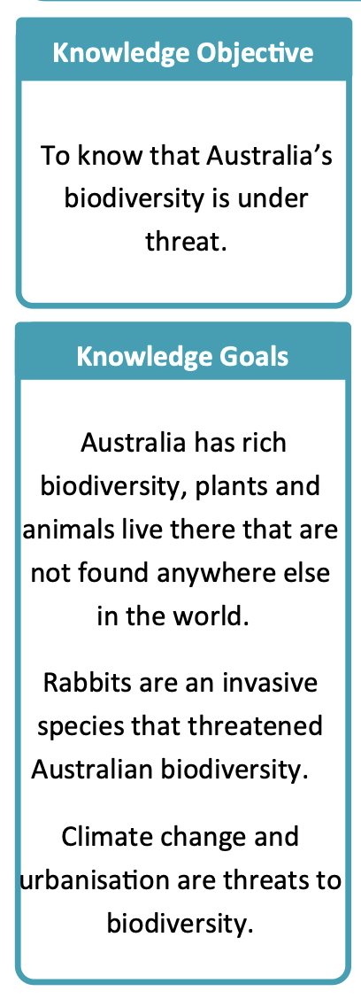 Knowledge Objective
To know that Australia’s
biodiversity is under
threat.
Knowledge Goals
Australia has rich
biodiversity, plants and
animals live there that are
not found anywhere else
in the world.
Rabbits are an invasive
species that threatened
Australian biodiversity.
Climate change and
urbanisation are threats to
biodiversity.